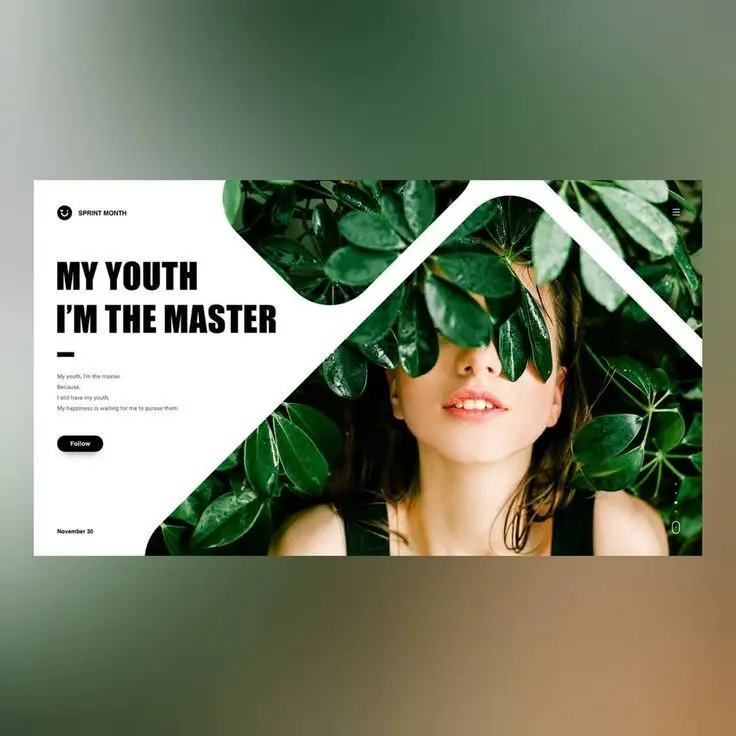 SPRINT MONTH
MY YOUTH
I'M THE MASTER
My youth, I'm the master.
Because,
I still have my youth,
My happiness is waiting for me to pursue them.
Follow
November 30